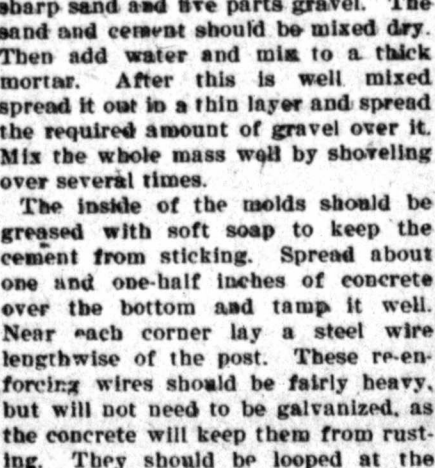 sharp sand and five parts gravel. The
sand and cement should be mixed dry.
Then add water and mix to a thick
mortar. After this is well mixed
spread it out in a thin layer and spread
the required amount of gravel over it.
Mix the whole mass well by shoveling
over several times.
The inside of the molds should be
greased with soft soap to keep the
cement from sticking. Spread about
one and one-half inches of concrete
over the bottom and tamp it well.
Near each corner lay a steel wire
lengthwise of the post. These re-en-
forcing wires should be fairly heavy,
but will not need to be galvanized, as
the concrete will keep them from rust-
ing. They should be looped at the